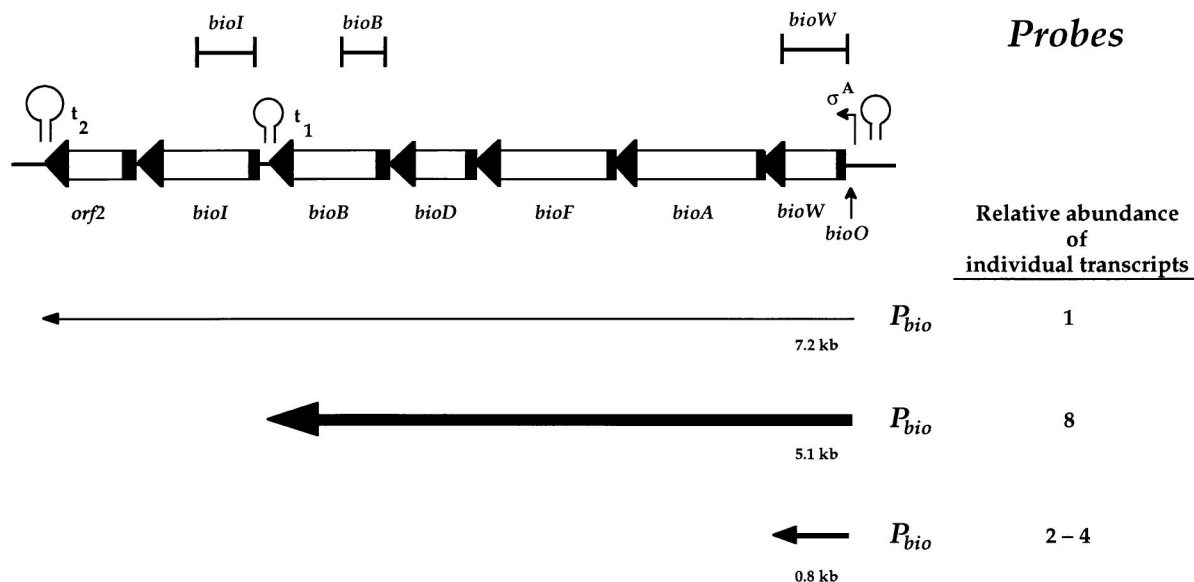 bioI
bioB
bioW
Probes
t2
t1
σA
orf2
bioI
bioB
bioD
bioF
bioA
bioW
bioO
Relative abundance
of
individual transcripts
Pbio
1
7.2 kb
Pbio
8
5.1 kb
Pbio
2 – 4
0.8 kb